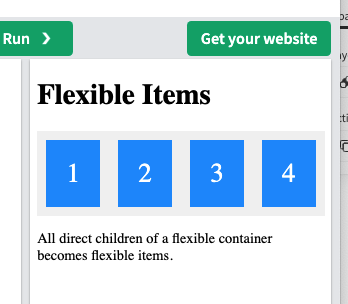 Run ❯ Get your website
Flexible Items
1 2 3 4
All direct children of a flexible container
becomes flexible items.